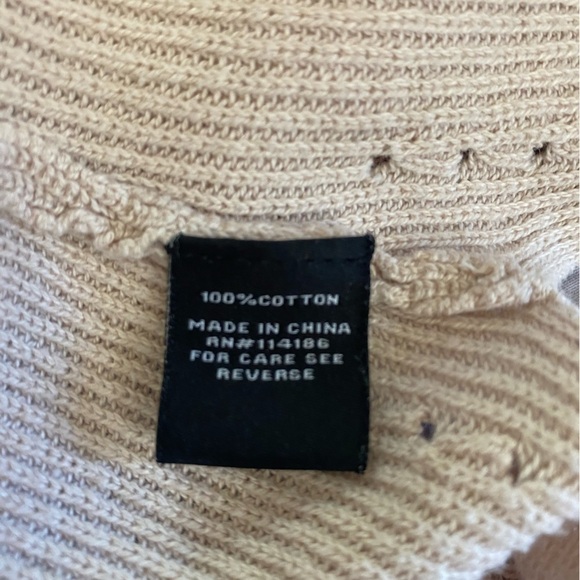 100%COTTON
MADE IN CHINA
RN#114186
FOR CARE SEE
REVERSE